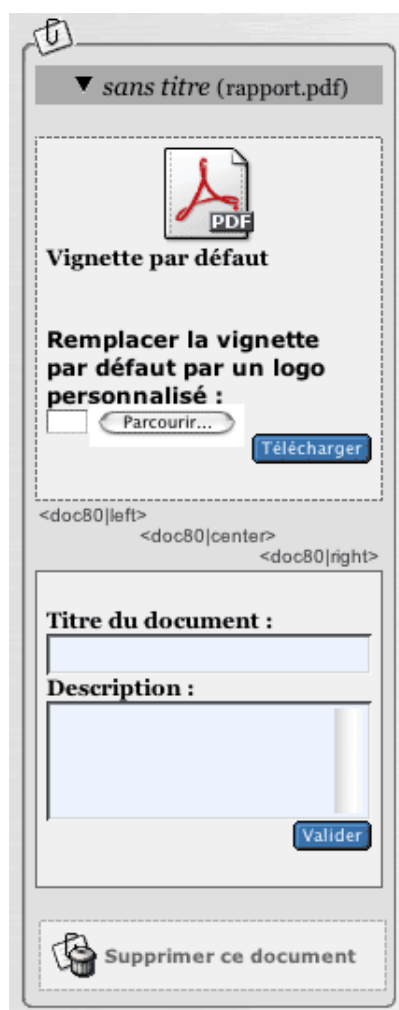 ▼ sans titre (rapport.pdf)
PDF
Vignette par défaut
Remplacer la vignette
par défaut par un logo
personnalisé :
Parcourir...
Télécharger
<doc80|left>
<doc80|center>
<doc80|right>
Titre du document :
Description :
Valider
Supprimer ce document